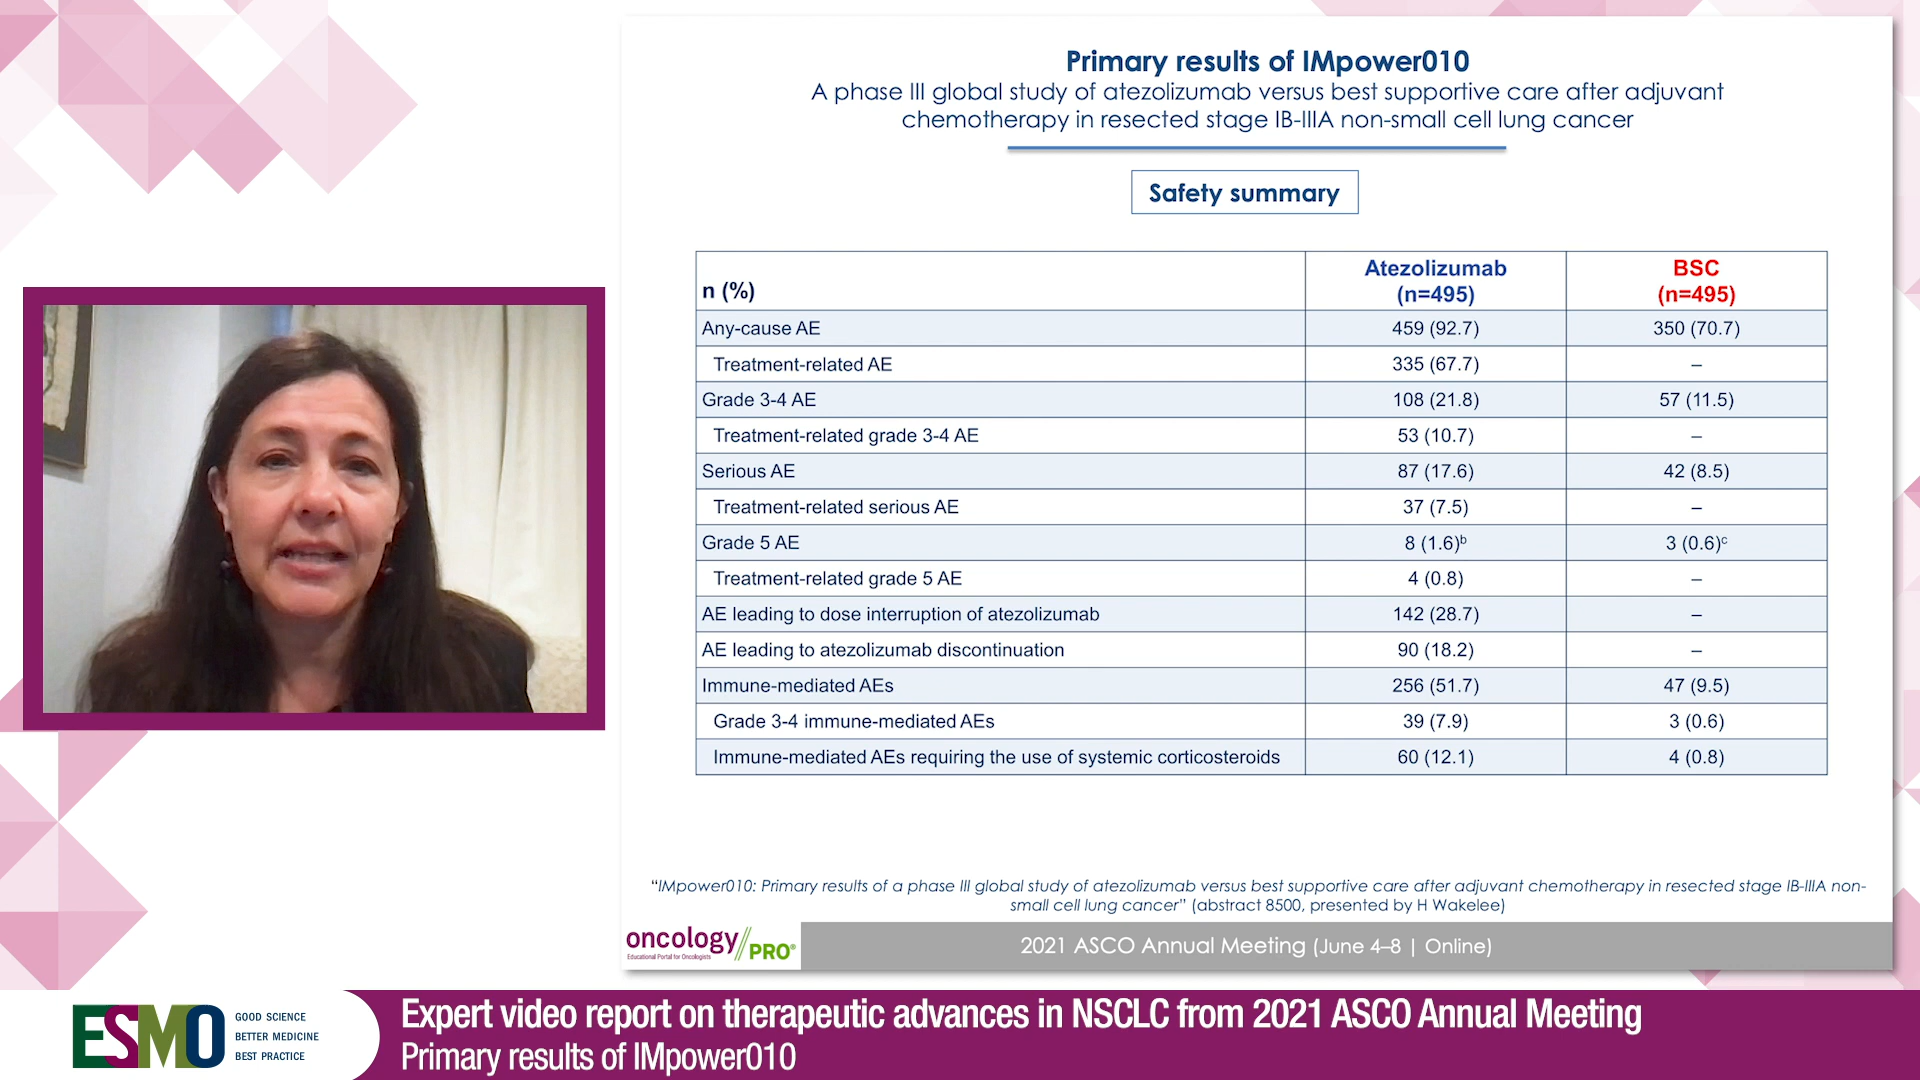 Primary results of IMpower010
A phase III global study of atezolizumab versus best supportive care after adjuvant
chemotherapy in resected stage IB-IIIA non-small cell lung cancer
Safety summary
n (%) Atezolizumab (n=495) BSC (n=495)
Any-cause AE 459 (92.7) 350 (70.7)
Treatment-related AE 335 (67.7) –
Grade 3-4 AE 108 (21.8) 57 (11.5)
Treatment-related grade 3-4 AE 53 (10.7) –
Serious AE 87 (17.6) 42 (8.5)
Treatment-related serious AE 37 (7.5) –
Grade 5 AE 8 (1.6)ᵇ 3 (0.6)ᶜ
Treatment-related grade 5 AE 4 (0.8) –
AE leading to dose interruption of atezolizumab 142 (28.7) –
AE leading to atezolizumab discontinuation 90 (18.2) –
Immune-mediated AEs 256 (51.7) 47 (9.5)
Grade 3-4 immune-mediated AEs 39 (7.9) 3 (0.6)
Immune-mediated AEs requiring the use of systemic corticosteroids 60 (12.1) 4 (0.8)
“IMpower010: Primary results of a phase III global study of atezolizumab versus best supportive care after adjuvant chemotherapy in resected stage IB-IIIA non-
small cell lung cancer” (abstract 8500, presented by H Wakelee)
oncology//PRO®
Educational Portal for Oncologists
2021 ASCO Annual Meeting (June 4–8 | Online)
ESMO
GOOD SCIENCE
BETTER MEDICINE
BEST PRACTICE
Expert video report on therapeutic advances in NSCLC from 2021 ASCO Annual Meeting
Primary results of IMpower010